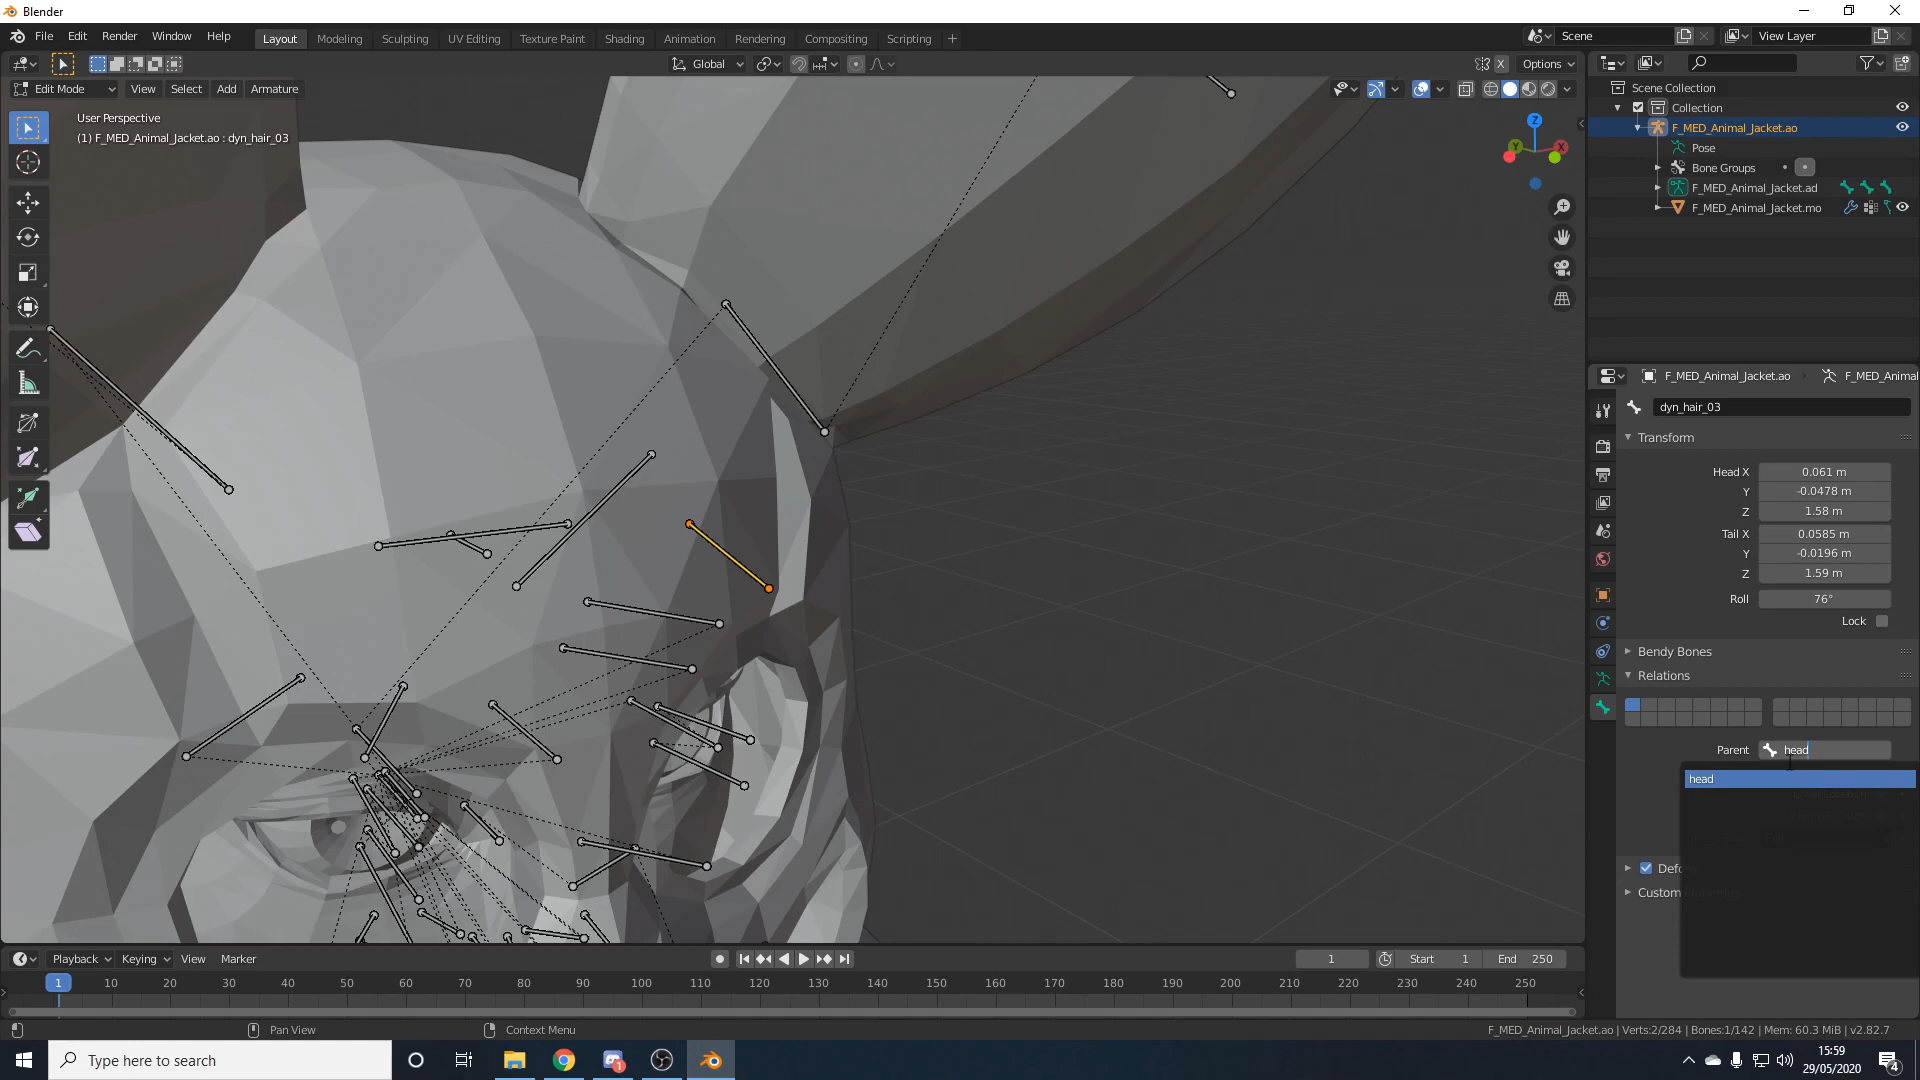 Blender
File Edit Render Window Help
Layout Modeling Sculpting UV Editing Texture Paint Shading Animation Rendering Compositing Scripting +
Scene
View Layer
Global
X Options
Edit Mode View Select Add Armature
User Perspective
(1) F_MED_Animal_Jacket.ao : dyn_hair_03
Z
Y
X
Scene Collection
Collection
F_MED_Animal_Jacket.ao
Pose
Bone Groups
F_MED_Animal_Jacket.ad
F_MED_Animal_Jacket.mo
F_MED_Animal_Jacket.ao F_MED_Animal
dyn_hair_03
Transform
Head X 0.061 m
Y -0.0478 m
Z 1.58 m
Tail X 0.0585 m
Y -0.0196 m
Z 1.59 m
Roll 76°
Lock
Bendy Bones
Relations
Parent head
head
Defo
Custom
Playback Keying View Marker
1 Start 1 End 250
1 10 20 30 40 50 60 70 80 90 100 110 120 130 140 150 160 170 180 190 200 210 220 230 240 250
Pan View Context Menu
F_MED_Animal_Jacket.ao | Verts:2/284 | Bones:1/142 | Mem: 60.3 MiB | v2.82.7
Type here to search
1
15:59
29/05/2020
4